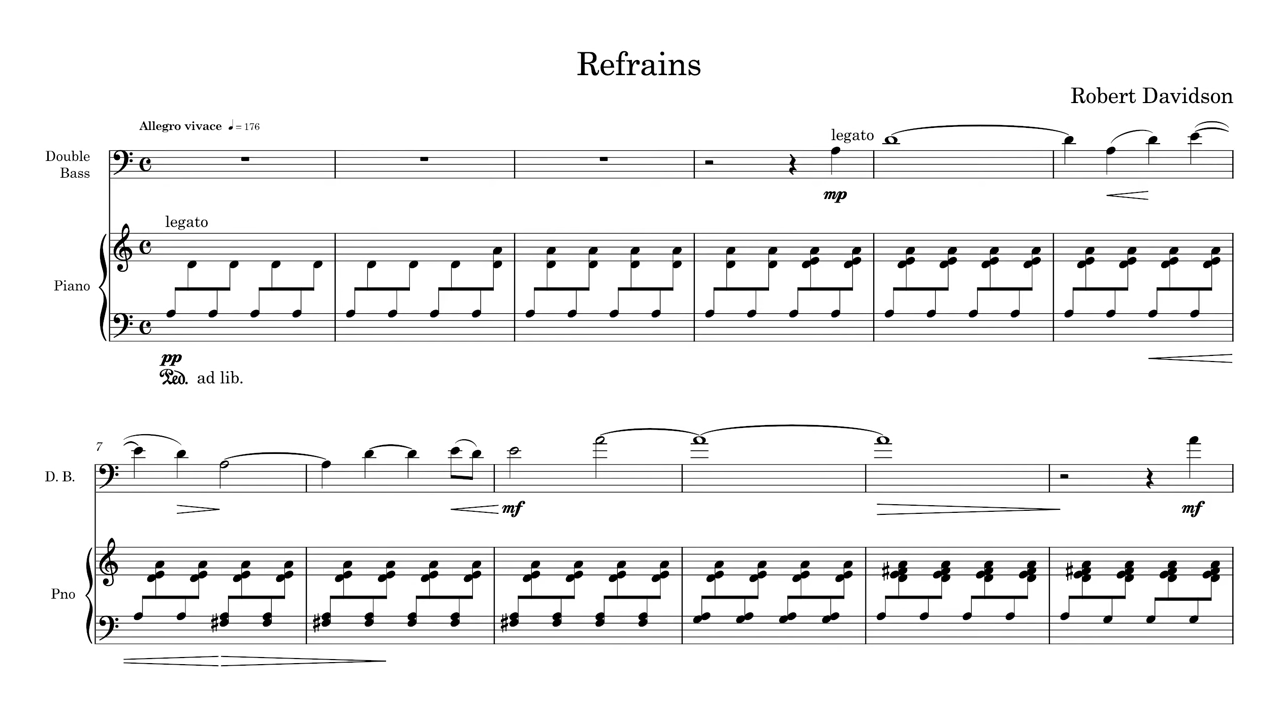 Refrains
Robert Davidson
Allegro vivace ♩ = 176
legato
Double
Bass
mp
legato
Piano
pp
Ped. ad lib.
7
D. B.
mf
mf
Pno